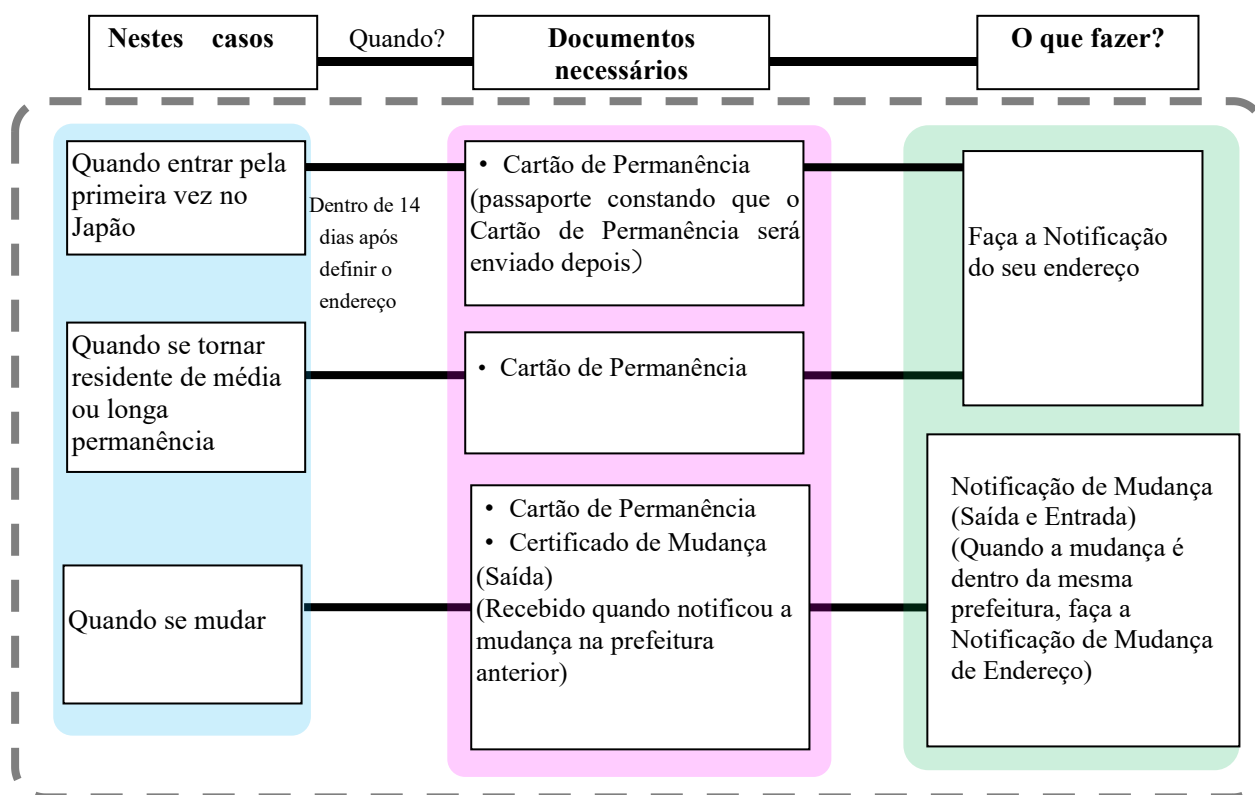 Nestes casos
Quando?
Documentos
necessários
O que fazer?
Quando entrar pela
primeira vez no
Japão
Dentro de 14
dias após
definir o
endereço
・ Cartão de Permanência
(passaporte constando que o
Cartão de Permanência será
enviado depois）
Faça a Notificação
do seu endereço
Quando se tornar
residente de média
ou longa
permanência
・ Cartão de Permanência
Quando se mudar
・ Cartão de Permanência
・ Certificado de Mudança
(Saída)
(Recebido quando notificou a
mudança na prefeitura
anterior)
Notificação de Mudança
(Saída e Entrada)
(Quando a mudança é
dentro da mesma
prefeitura, faça a
Notificação de Mudança
de Endereço)